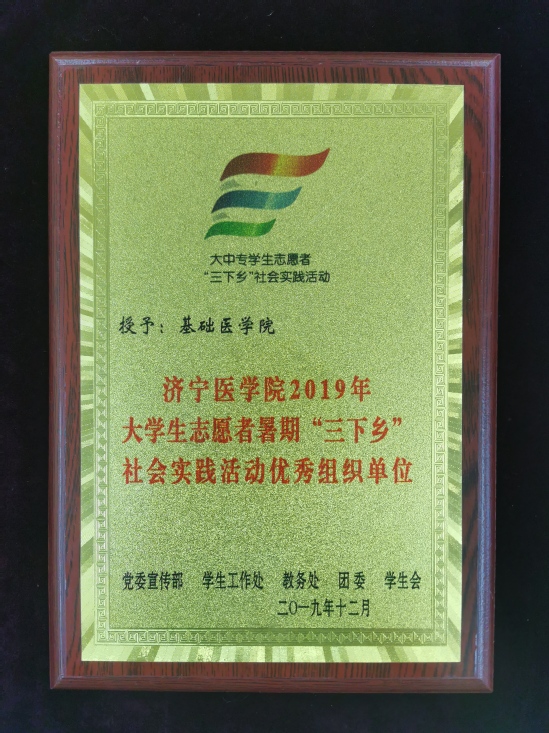 大中专学生志愿者
“三下乡”社会实践活动
授予：基础医学院
济宁医学院2019年
大学生志愿者暑期“三下乡”
社会实践活动优秀组织单位
党委宣传部 学生工作处 教务处 团委 学生会
二〇一九年十二月